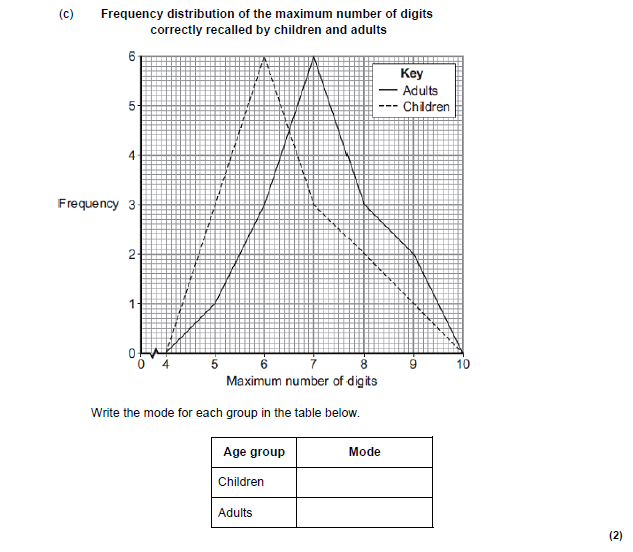 (c) Frequency distribution of the maximum number of digits
correctly recalled by children and adults
Key
Adults
Children
6
5
4
Frequency 3
2
1
0
0 4 5 6 7 8 9 10
Maximum number of digits
Write the mode for each group in the table below.
Age group Mode
Children
Adults
(2)